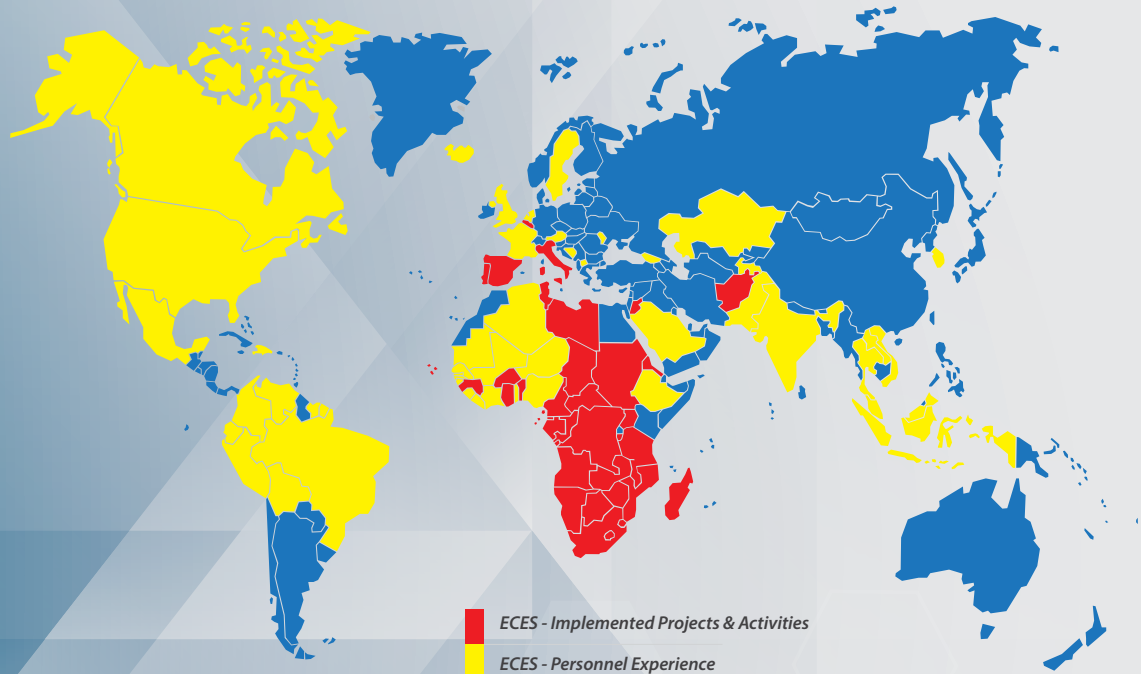 ECES - Implemented Projects & Activities
ECES - Personnel Experience